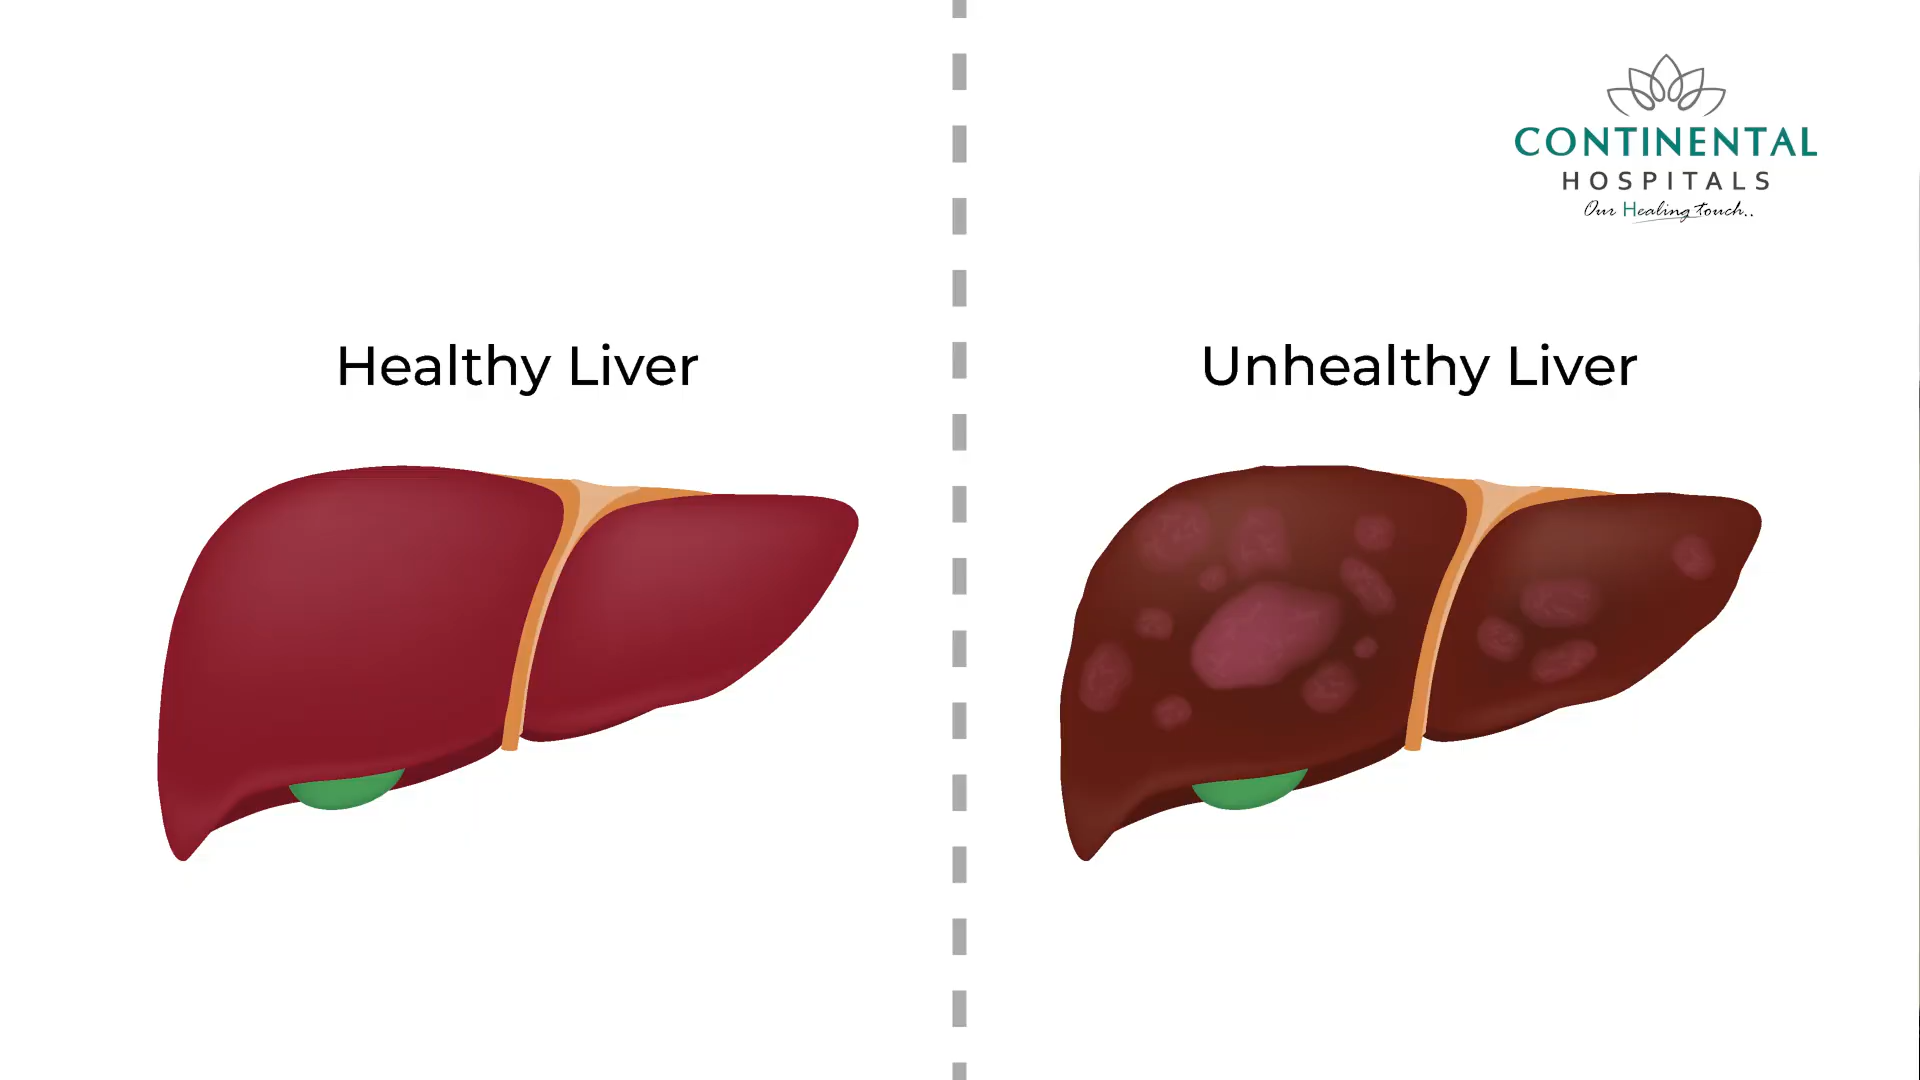 CONTINENTAL
HOSPITALS
Our Healing touch..
Healthy Liver
Unhealthy Liver